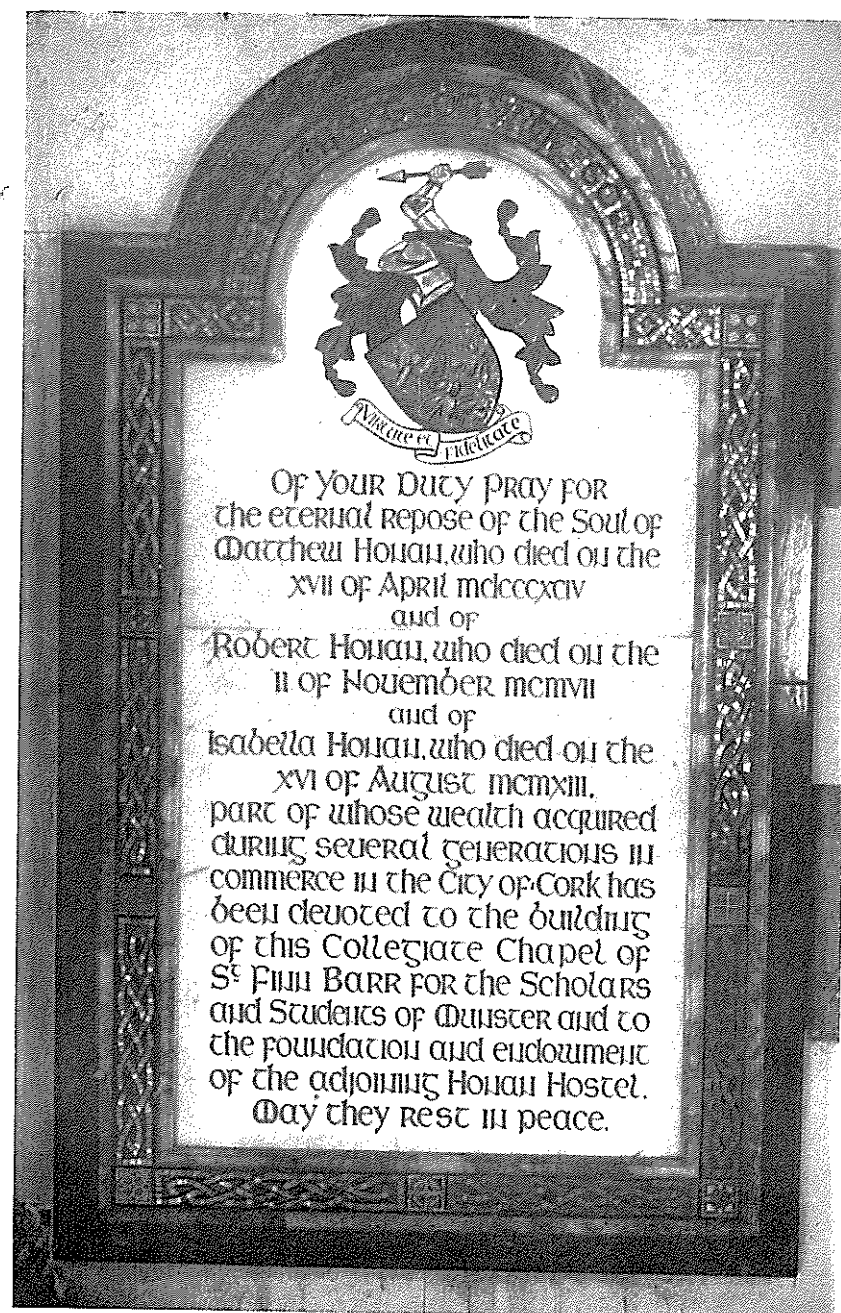 Virtute et
Fidelitate
Of Your Duty Pray for
the eternal repose of the Soul of
Matthew Honan, who died on the
xvii of April mdcccxciv
and of
Robert Honan, who died on the
ii of November mcmvii
and of
Isabella Honan, who died on the
xvi of August mcmxiii.
part of whose wealth acquired
during several generations in
commerce in the City of Cork has
been devoted to the building
of this Collegiate Chapel of
St Finn Barr for the Scholars
and Students of Munster and to
the foundation and endowment
of the adjoining Honan Hostel.
May they rest in peace.